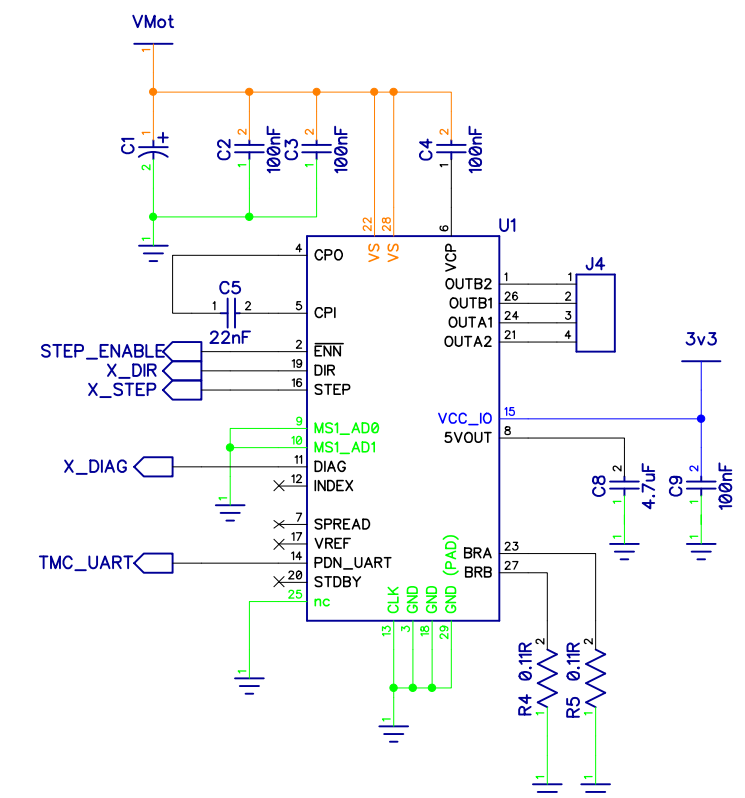 VMot
1
1
C1
+
2
2
C2
100nF
1
2
C3
100nF
1
2
C4
100nF
1
22
VS
28
VS
6
VCP
U1
1
4
CPO
C5
1
2
22nF
5
CPI
STEP_ENABLE
2
ENN
X_DIR
19
DIR
X_STEP
16
STEP
9
MS1_AD0
10
MS1_AD1
X_DIAG
11
DIAG
12
INDEX
1
7
SPREAD
17
VREF
TMC_UART
14
PDN_UART
20
STDBY
25
nc
1
OUTB2
1
1
J4
OUTB1
26
2
OUTA1
24
3
OUTA2
21
4
3v3
1
VCC_IO
15
5VOUT
8
2
C8
4.7uF
1
1
2
C9
100nF
1
1
BRA
23
BRB
27
CLK
13
GND
3
GND
18
GND (PAD)
29
1
2
R4
0.11R
1
1
2
R5
0.11R
1
1